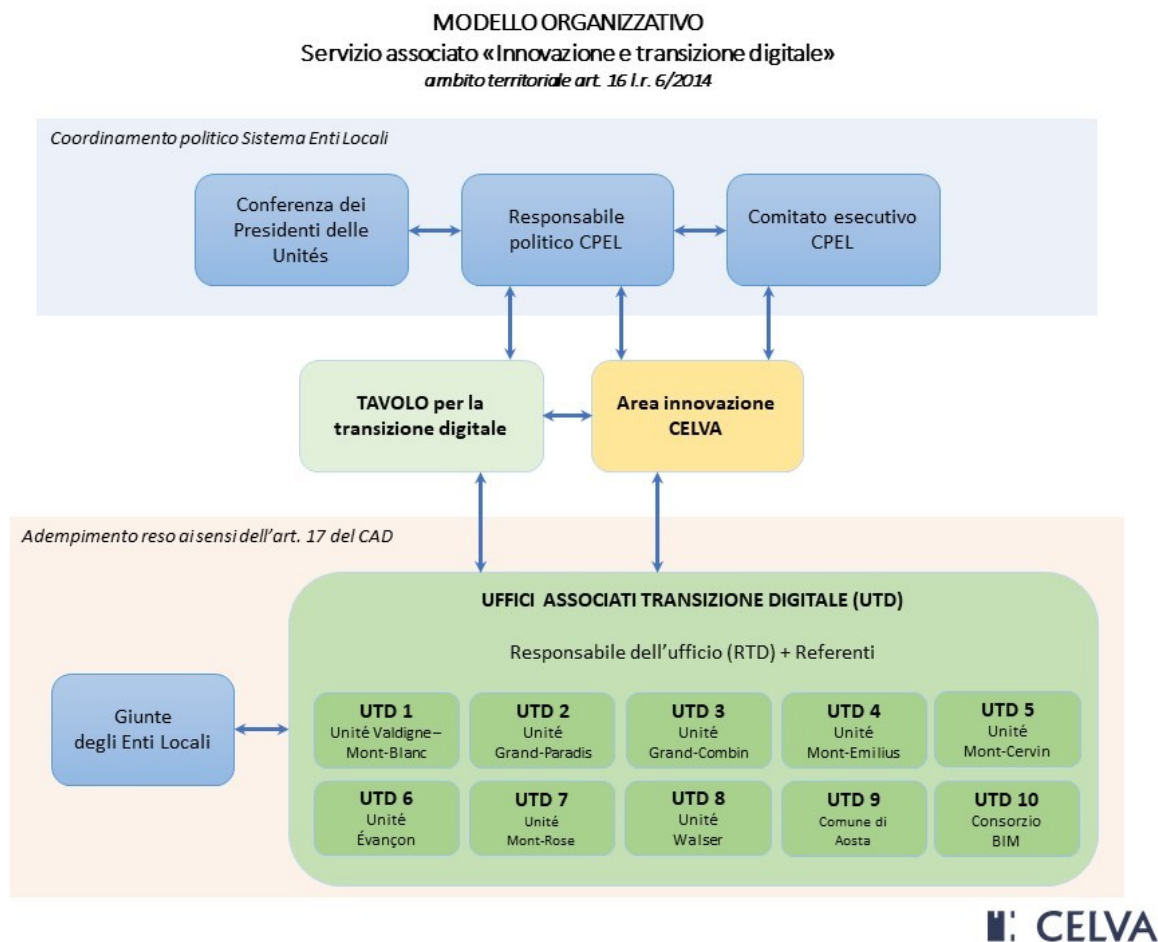 MODELLO ORGANIZZATIVO
Servizio associato «Innovazione e transizione digitale»
ambito territoriale art. 16 l.r. 6/2014
Coordinamento politico Sistema Enti Locali
Conferenza dei
Presidenti delle
Unités
Responsabile
politico CPEL
Comitato esecutivo
CPEL
TAVOLO per la
transizione digitale
Area innovazione
CELVA
Adempimento reso ai sensi dell'art. 17 del CAD
UFFICI ASSOCIATI TRANSIZIONE DIGITALE (UTD)
Responsabile dell'ufficio (RTD) + Referenti
Giunte
degli Enti Locali
UTD 1
Unité Valdigne–
Mont-Blanc
UTD 2
Unité
Grand-Paradis
UTD 3
Unité
Grand-Combin
UTD 4
Unité
Mont-Emilius
UTD 5
Unité
Mont-Cervin
UTD 6
Unité
Évançon
UTD 7
Unité
Mont-Rose
UTD 8
Unité
Walser
UTD 9
Comune di
Aosta
UTD 10
Consorzio
BIM
CELVA